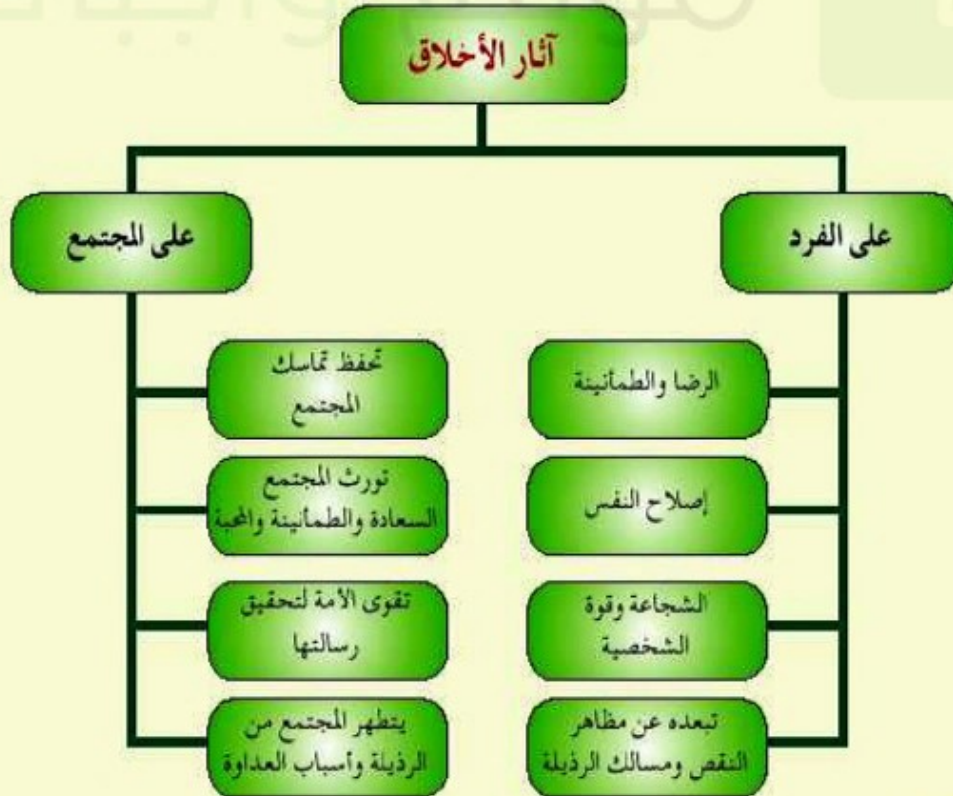 آثار الأخلاق
على الفرد
الرضا والطمأنينة
إصلاح النفس
الشجاعة وقوة
الشخصية
تبعده عن مظاهر
النقص ومسالك الرذيلة
على المجتمع
تحفظ تماسك
المجتمع
تورث المجتمع
السعادة والطمأنينة والمحبة
تقوى الأمة لتحقيق
رسالتها
يتطهر المجتمع من
الرذيلة وأسباب العداوة